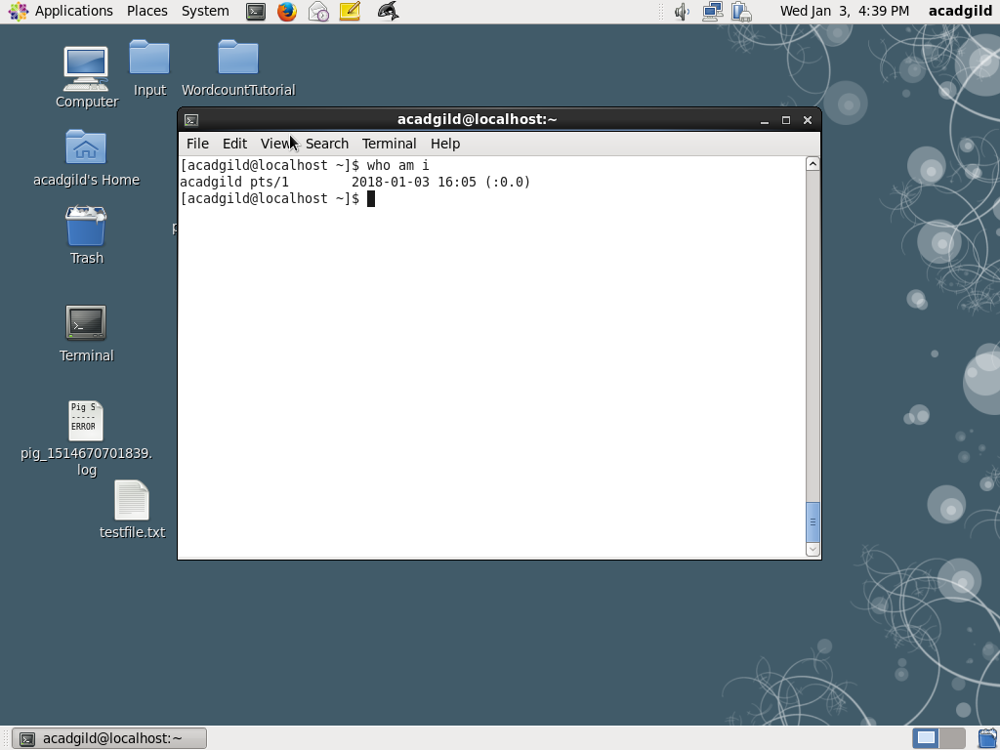 Applications Places System
Wed Jan 3, 4:39 PM acadgild
Computer
Input
WordcountTutorial
acadgild's Home
Trash
Terminal
Pig S
-----
ERROR
pig_1514670701839.
log
testfile.txt
acadgild@localhost:~
File Edit View Search Terminal Help
[acadgild@localhost ~]$ who am i
acadgild pts/1        2018-01-03 16:05 (:0.0)
[acadgild@localhost ~]$
acadgild@localhost:~